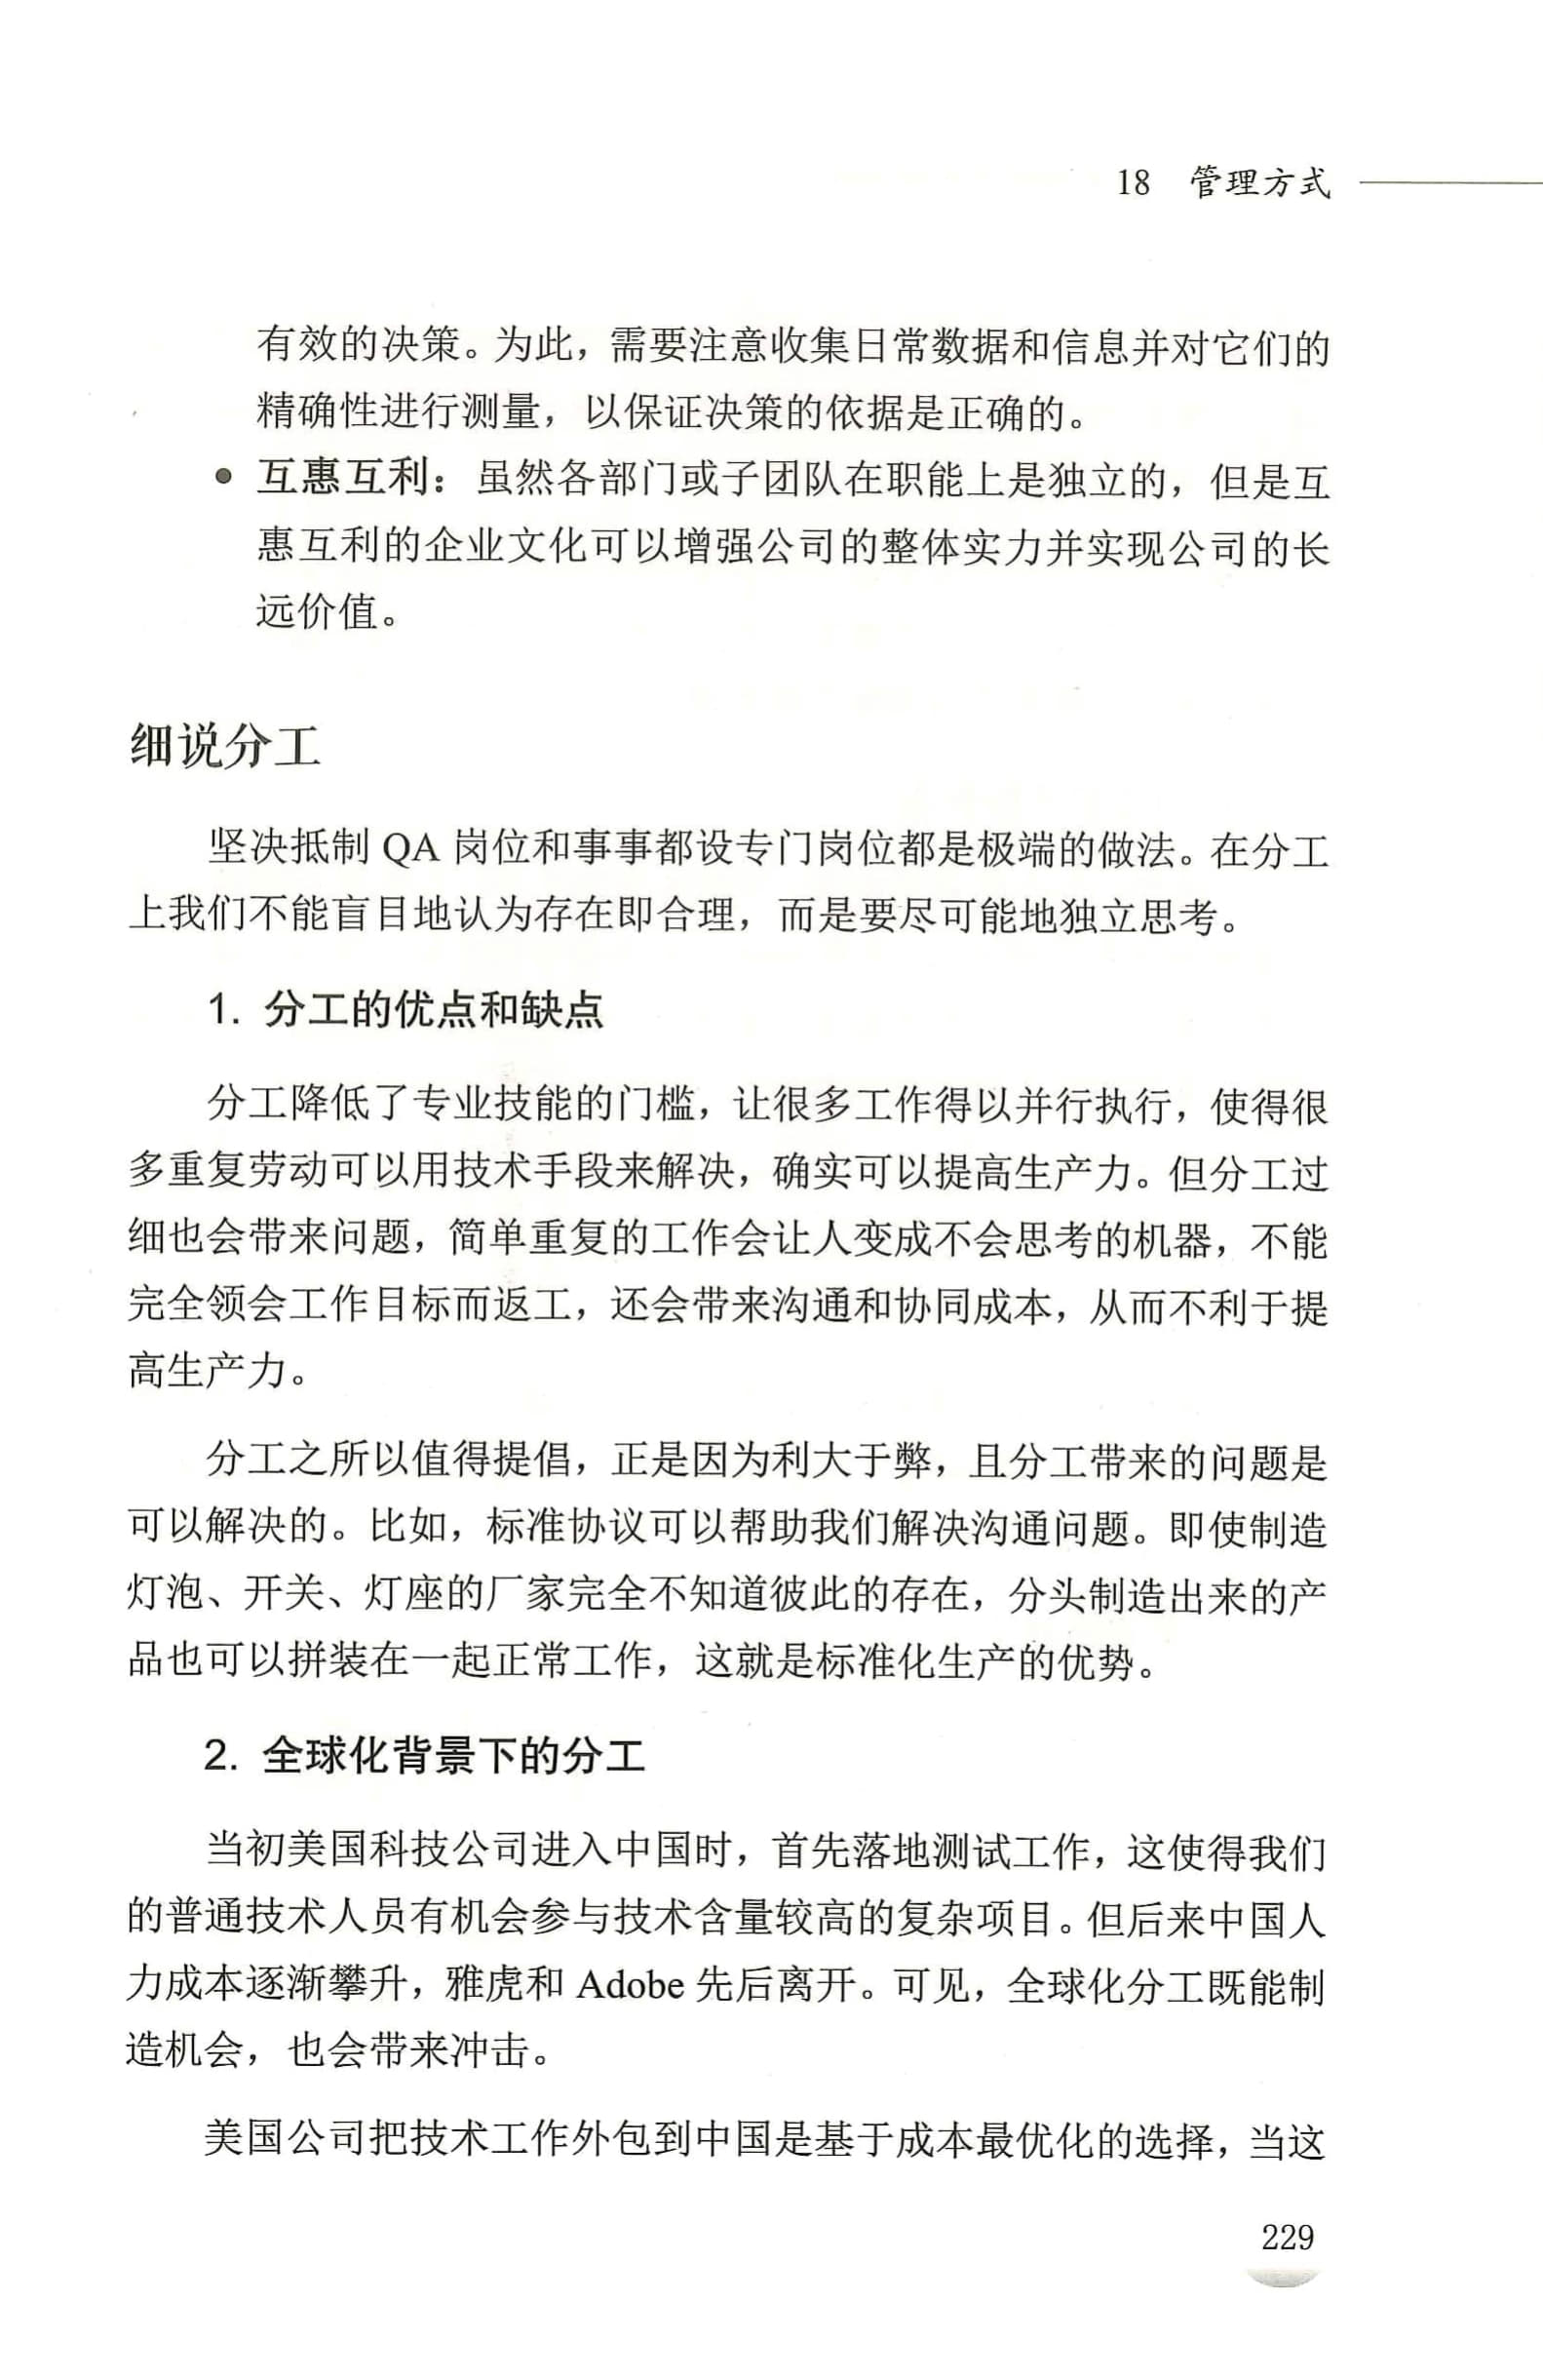 18 管理方式
有效的决策。为此，需要注意收集日常数据和信息并对它们的
精确性进行测量，以保证决策的依据是正确的。
● 互惠互利：虽然各部门或子团队在职能上是独立的，但是互
惠互利的企业文化可以增强公司的整体实力并实现公司的长
远价值。
细说分工
坚决抵制 QA 岗位和事事都设专门岗位都是极端的做法。在分工
上我们不能盲目地认为存在即合理，而是要尽可能地独立思考。
1. 分工的优点和缺点
分工降低了专业技能的门槛，让很多工作得以并行执行，使得很
多重复劳动可以用技术手段来解决，确实可以提高生产力。但分工过
细也会带来问题，简单重复的工作会让人变成不会思考的机器，不能
完全领会工作目标而返工，还会带来沟通和协同成本，从而不利于提
高生产力。
分工之所以值得提倡，正是因为利大于弊，且分工带来的问题是
可以解决的。比如，标准协议可以帮助我们解决沟通问题。即使制造
灯泡、开关、灯座的厂家完全不知道彼此的存在，分头制造出来的产
品也可以拼装在一起正常工作，这就是标准化生产的优势。
2. 全球化背景下的分工
当初美国科技公司进入中国时，首先落地测试工作，这使得我们
的普通技术人员有机会参与技术含量较高的复杂项目。但后来中国人
力成本逐渐攀升，雅虎和 Adobe 先后离开。可见，全球化分工既能制
造机会，也会带来冲击。
美国公司把技术工作外包到中国是基于成本最优化的选择，当这
229